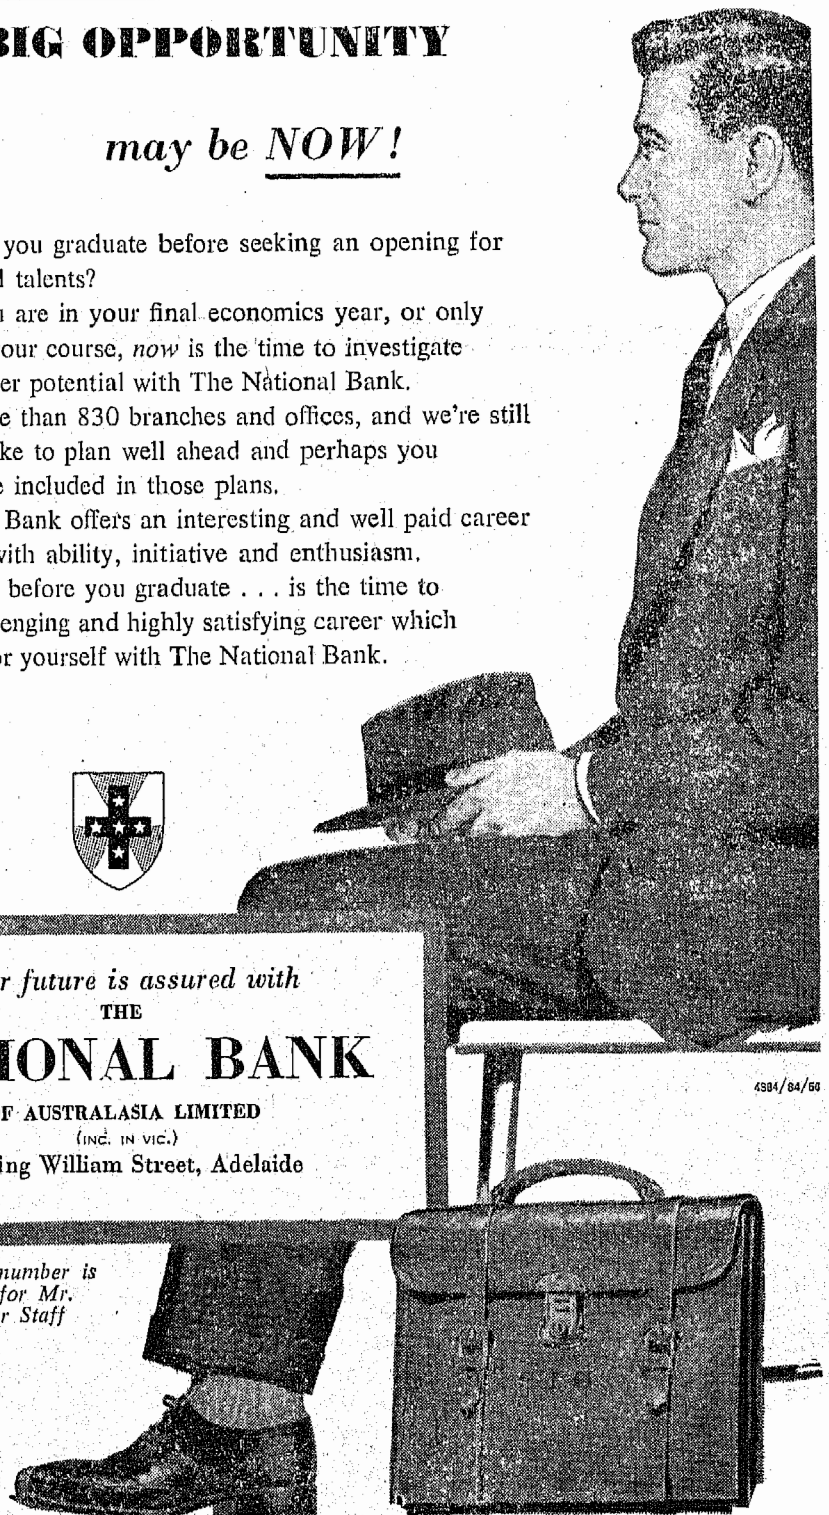 BIG OPPORTUNITY
may be NOW!
you graduate before seeking an opening for
talents?
are in your final economics year, or only
our course, now is the time to investigate
er potential with The National Bank.
e than 830 branches and offices, and we're still
ke to plan well ahead and perhaps you
e included in those plans.
Bank offers an interesting and well paid career
with ability, initiative and enthusiasm.
before you graduate . . . is the time to
enging and highly satisfying career which
or yourself with The National Bank.
r future is assured with
THE
IONAL BANK
F AUSTRALASIA LIMITED
(INC. IN VIC.)
ing William Street, Adelaide
4984/84/60
number is
for Mr.
r Staff